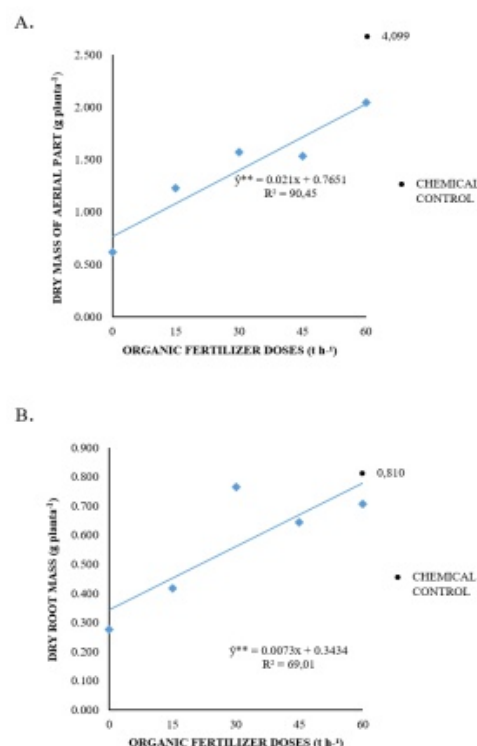 A.
4,099
2.500
2.000
1.500
1.000
0.500
0.000
DRY MASS OF AERIAL PART (g planta⁻¹)
ŷ** = 0.021x + 0.7651
R² = 90,45
CHEMICAL
CONTROL
0 15 30 45 60
ORGANIC FERTILIZER DOSES (t h⁻¹)
B.
0.900
0.800
0.700
0.600
0.500
0.400
0.300
0.200
0.100
0.000
DRY ROOT MASS (g planta⁻¹)
0,810
CHEMICAL
CONTROL
ŷ** = 0.0073x + 0.3434
R² = 69,01
0 15 30 45 60
ORGANIC FERTILIZER DOSES (t h⁻¹)